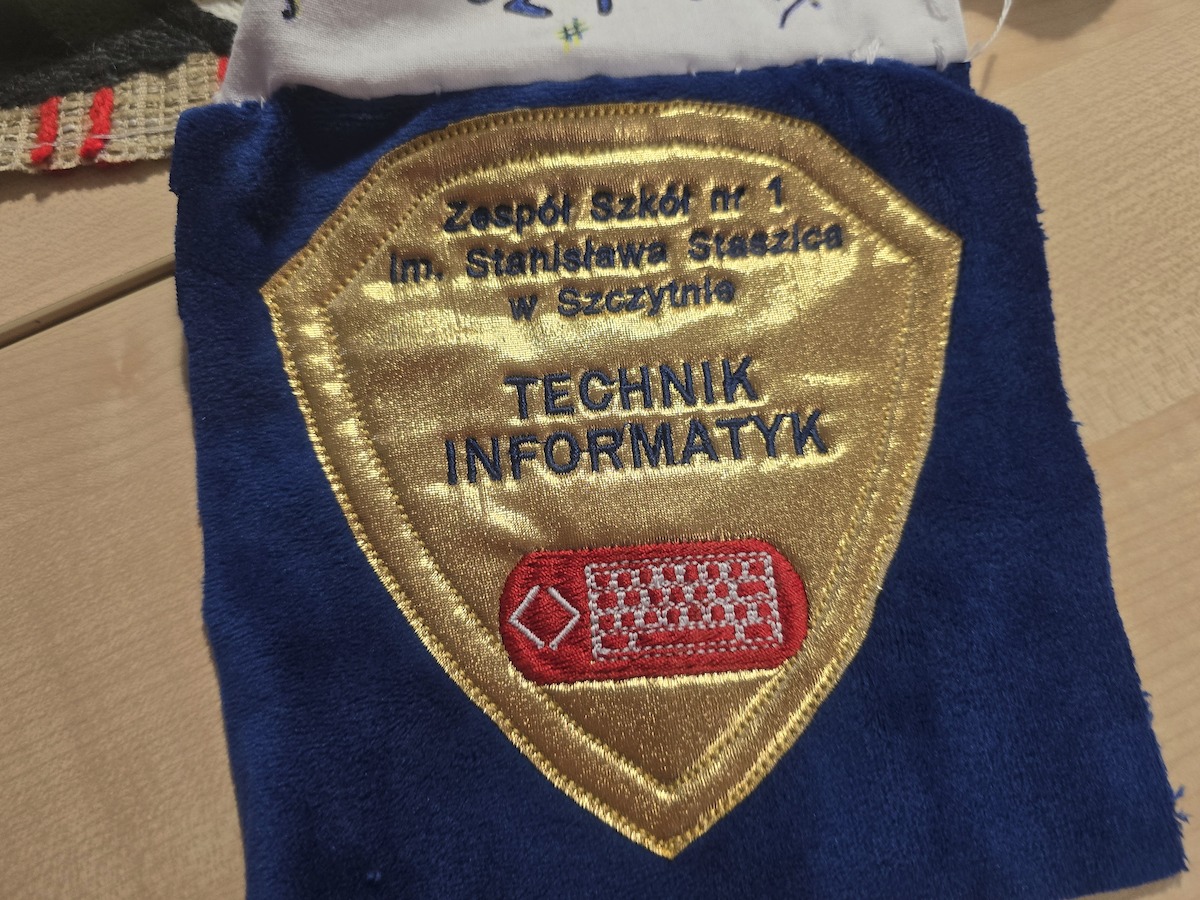 #
Zespół Szkół nr 1
im. Stanisława Staszica
w Szczytnie
TECHNIK
INFORMATYK
<>